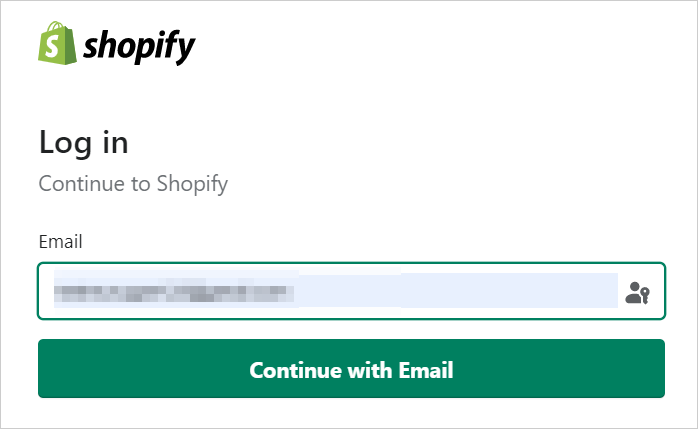 shopify
Log in
Continue to Shopify
Email
Continue with Email